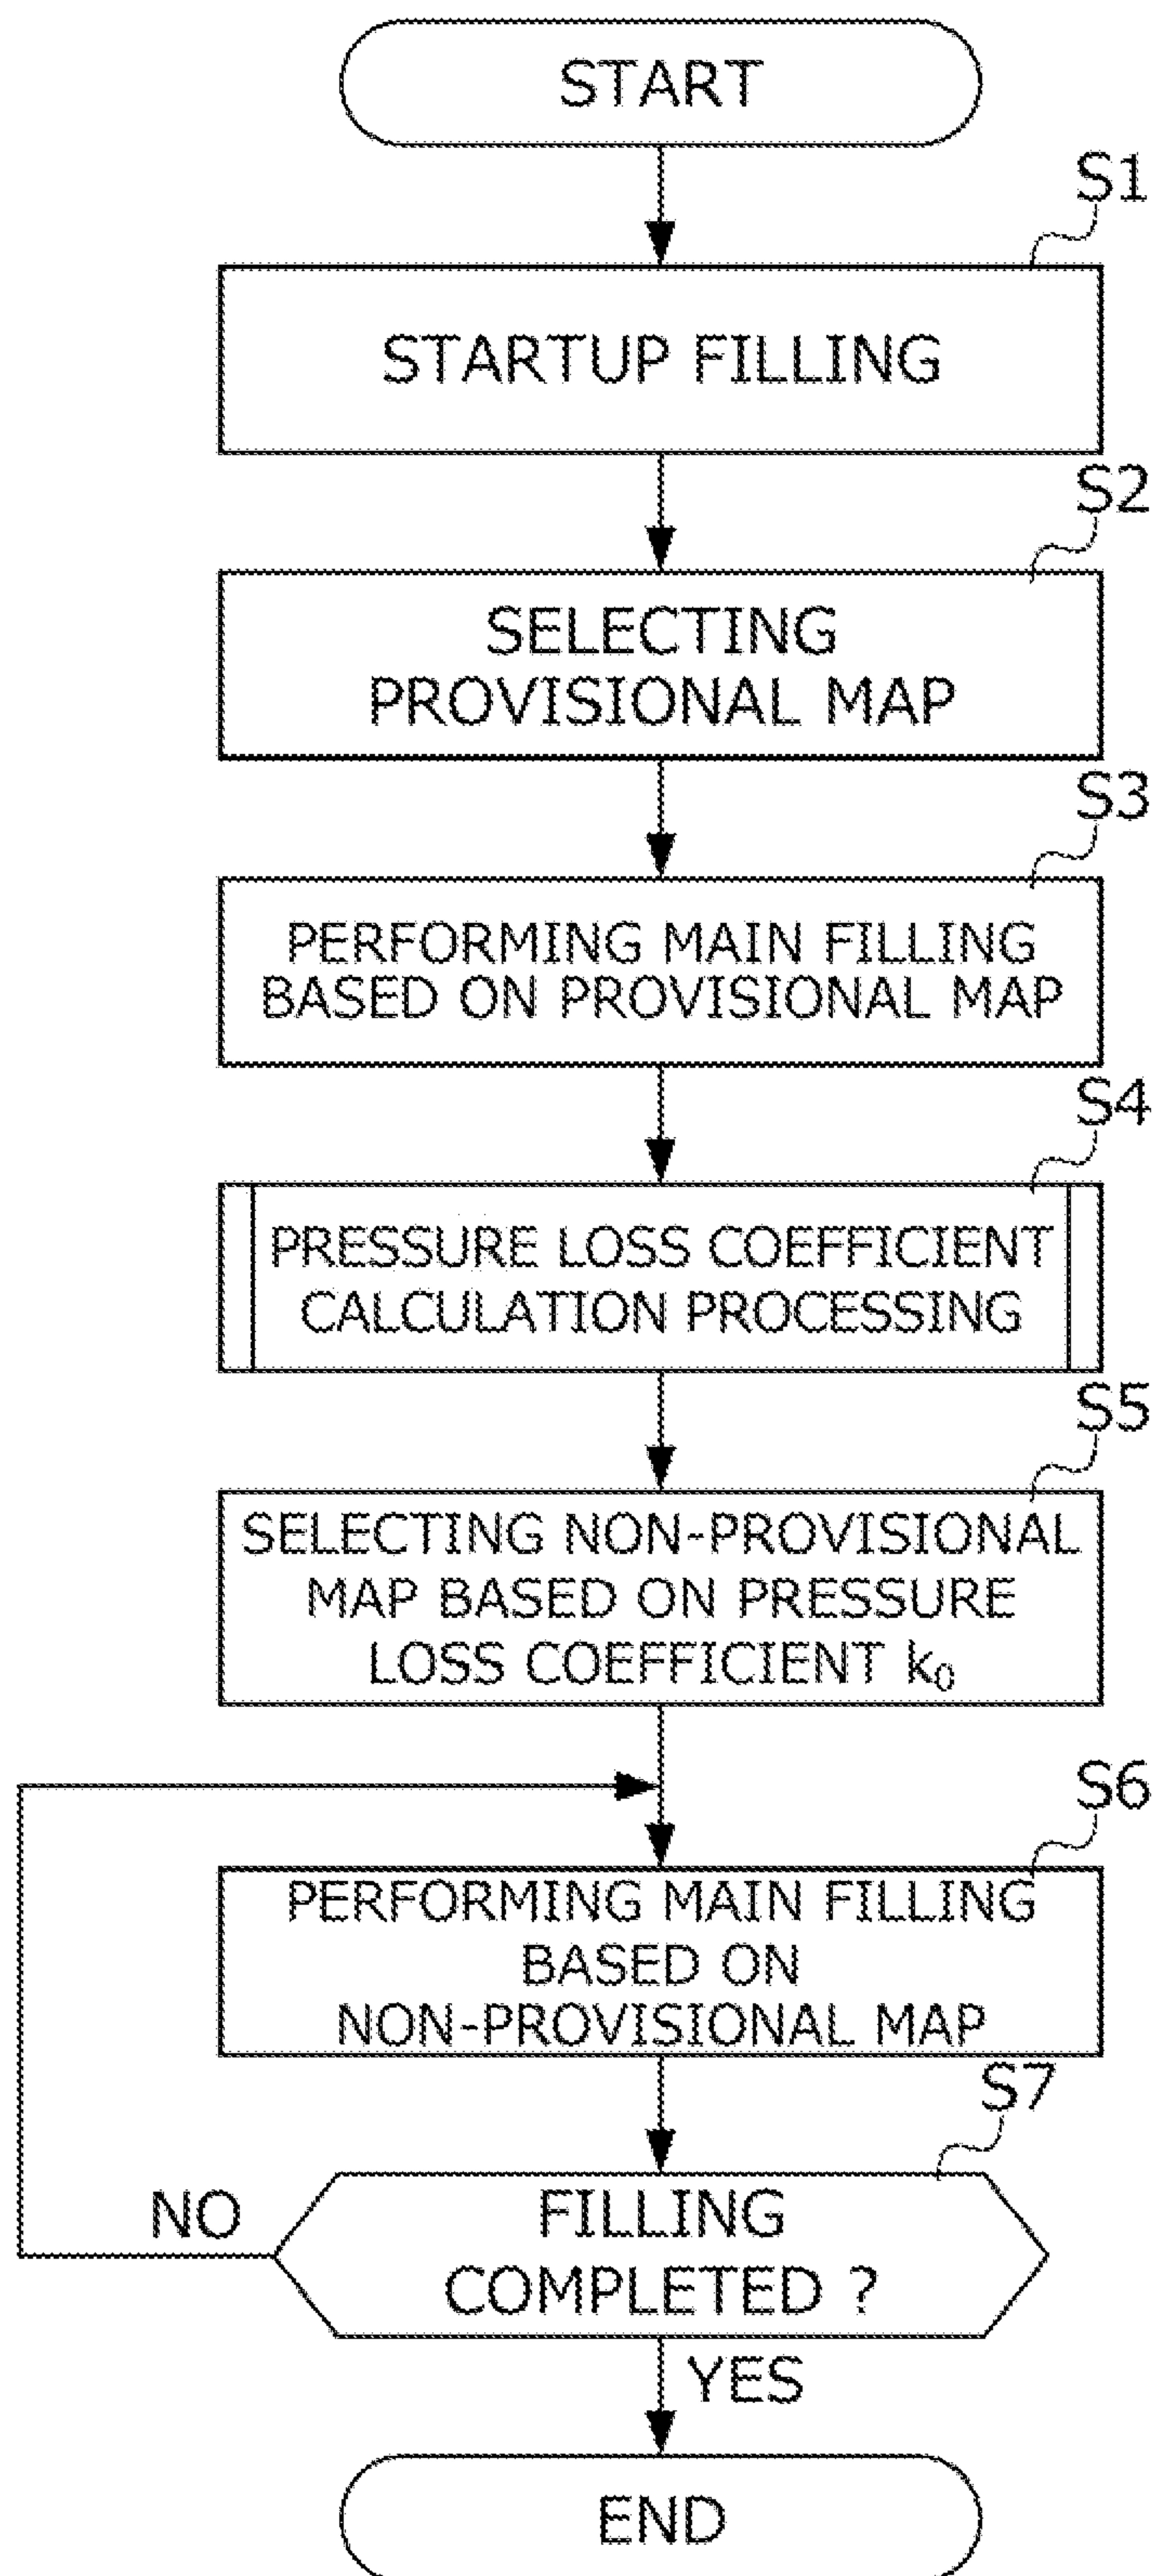 START
S1
STARTUP FILLING
S2
SELECTING
PROVISIONAL MAP
S3
PERFORMING MAIN FILLING
BASED ON PROVISIONAL MAP
S4
PRESSURE LOSS COEFFICIENT
CALCULATION PROCESSING
S5
SELECTING NON-PROVISIONAL
MAP BASED ON PRESSURE
LOSS COEFFICIENT k₀
S6
PERFORMING MAIN FILLING
BASED ON
NON-PROVISIONAL MAP
S7
NO
FILLING
COMPLETED ?
YES
END